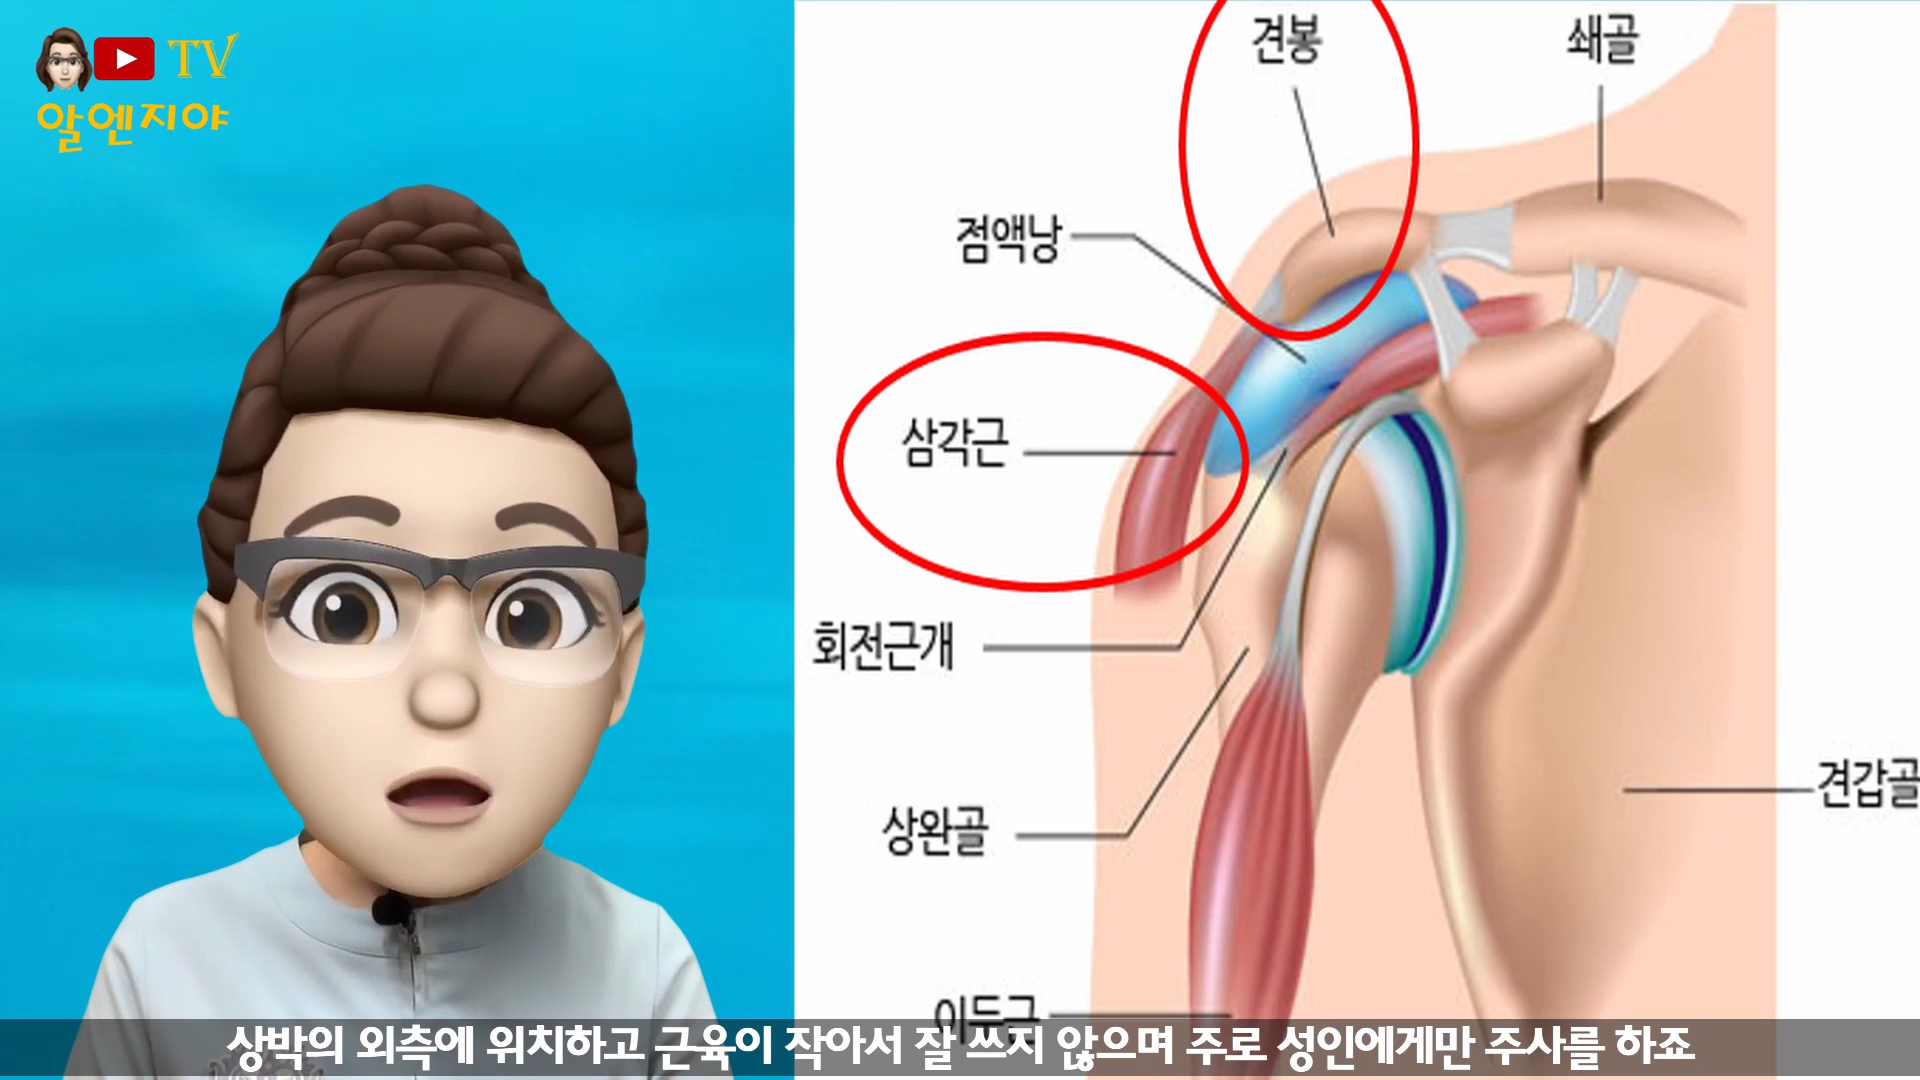 TV
알엔지야
견봉
쇄골
점액낭
삼각근
회전근개
상완골
견갑골
이두근
상박의 외측에 위치하고 근육이 작아서 잘 쓰지 않으며 주로 성인에게만 주사를 하죠